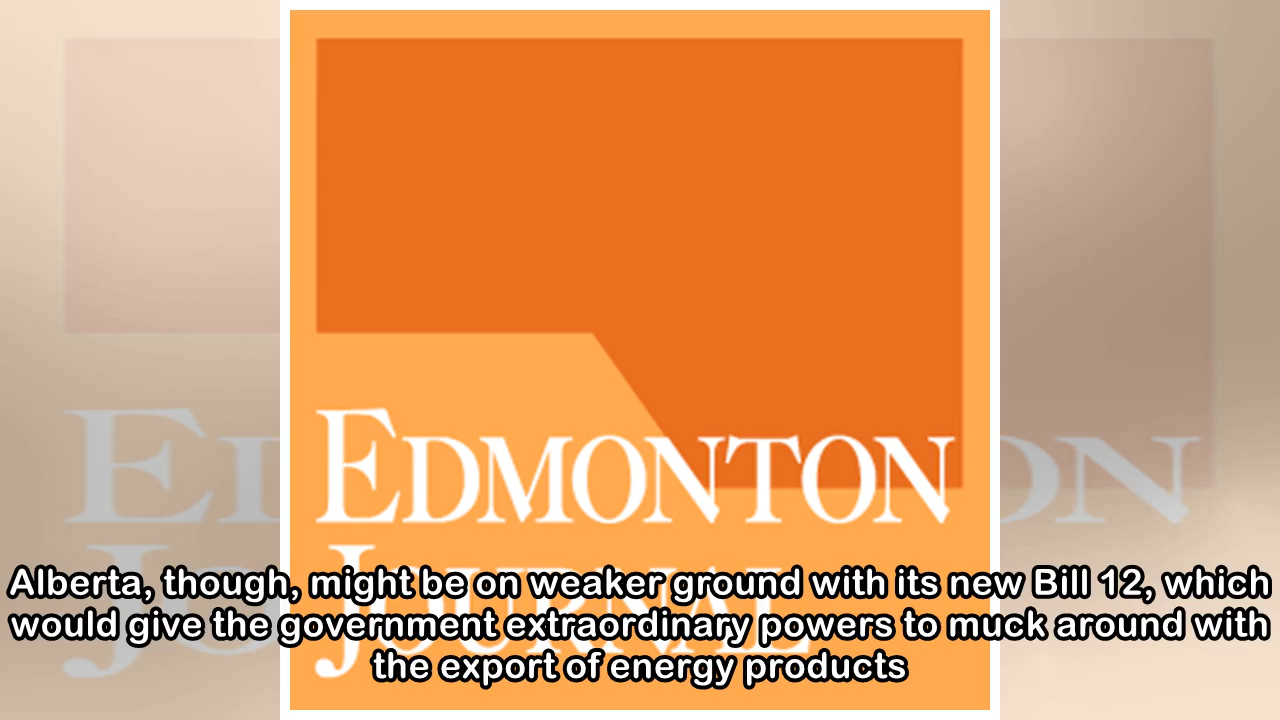 EDMONTON
JOURNAL
Alberta, though, might be on weaker ground with its new Bill 12, which
would give the government extraordinary powers to muck around with
the export of energy products